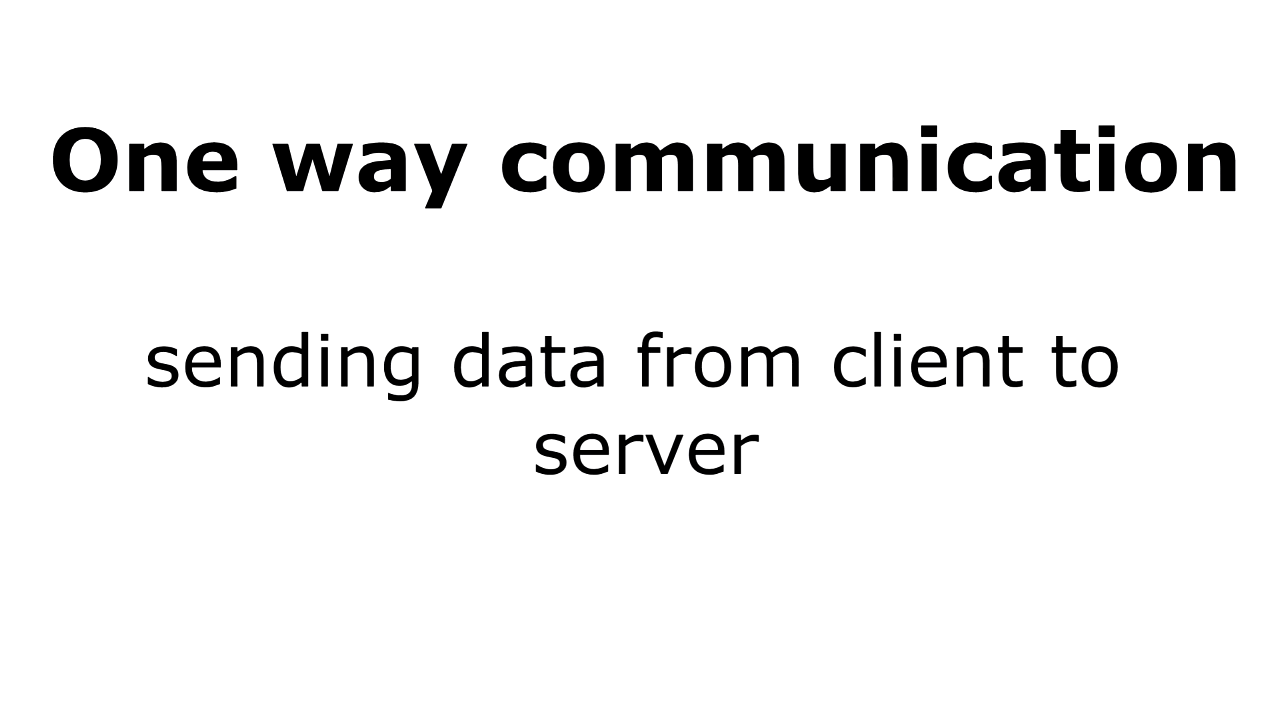 One way communication
sending data from client to
server